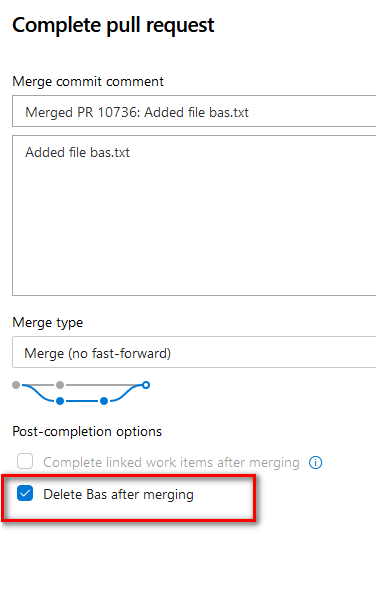 Complete pull request
Merge commit comment
Merged PR 10736: Added file bas.txt
Added file bas.txt
Merge type
Merge (no fast-forward)
Post-completion options
Complete linked work items after merging
Delete Bas after merging